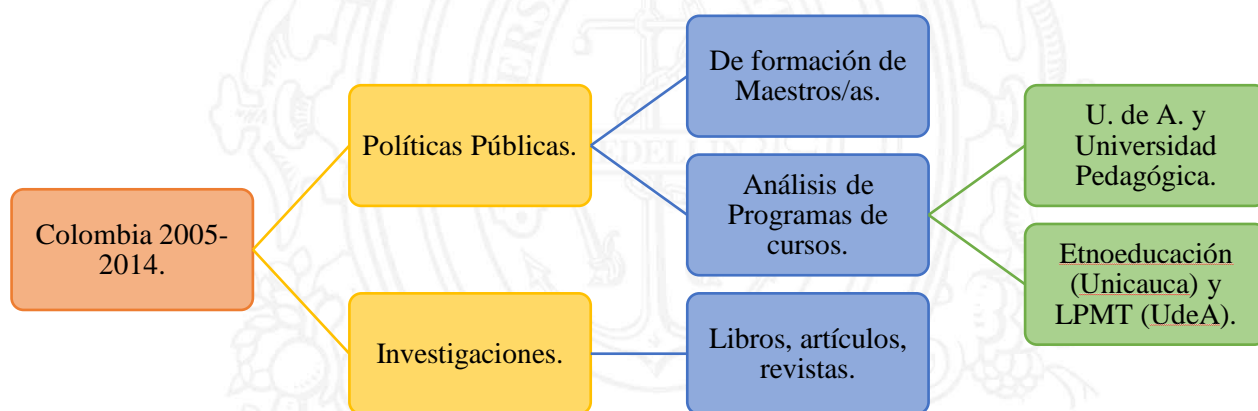 Colombia 2005-
2014.
Políticas Públicas.
Investigaciones.
De formación de
Maestros/as.
Análisis de
Programas de
cursos.
Libros, artículos,
revistas.
U. de A. y
Universidad
Pedagógica.
Etnoeducación
(Unicauca) y
LPMT (UdeA).